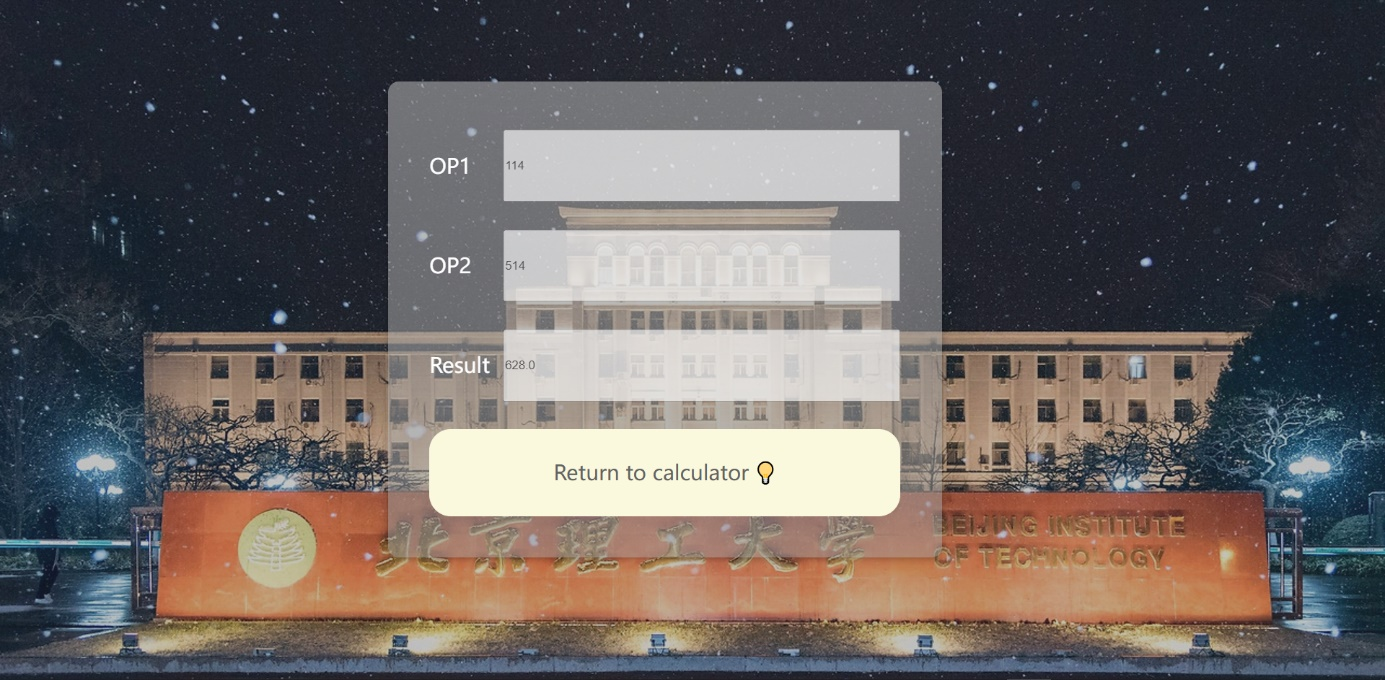 OP1
114
OP2
514
Result
628.0
Return to calculator 💡
北京理工大学
BEIJING INSTITUTE
OF TECHNOLOGY